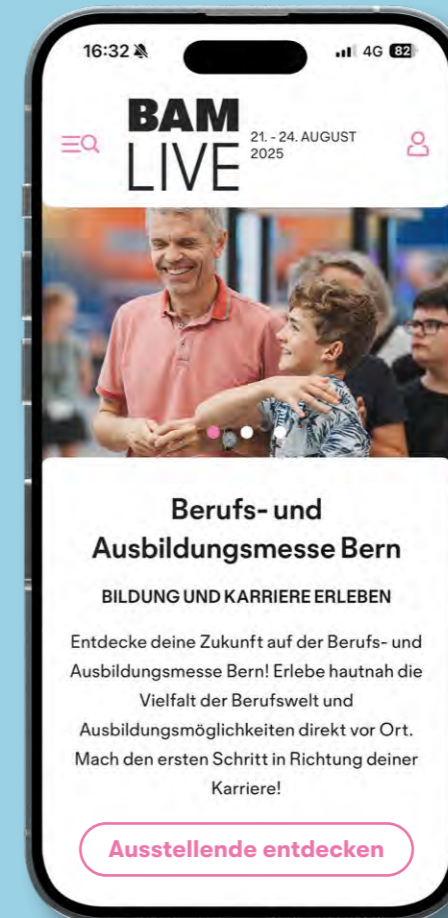 16:32
4G 82
BAM
LIVE
21. - 24. AUGUST
2025
Berufs- und
Ausbildungsmesse Bern
BILDUNG UND KARRIERE ERLEBEN
Entdecke deine Zukunft auf der Berufs- und
Ausbildungsmesse Bern! Erlebe hautnah die
Vielfalt der Berufswelt und
Ausbildungsmöglichkeiten direkt vor Ort.
Mach den ersten Schritt in Richtung deiner
Karriere!
Ausstellende entdecken